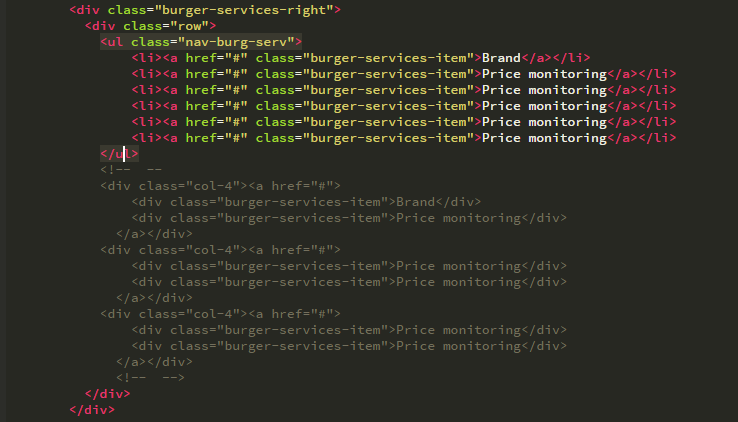 <div class="burger-services-right">
<div class="row">
<ul class="nav-burg-serv">
<li><a href="#" class="burger-services-item">Brand</a></li>
<li><a href="#" class="burger-services-item">Price monitoring</a></li>
<li><a href="#" class="burger-services-item">Price monitoring</a></li>
<li><a href="#" class="burger-services-item">Price monitoring</a></li>
<li><a href="#" class="burger-services-item">Price monitoring</a></li>
<li><a href="#" class="burger-services-item">Price monitoring</a></li>
</ul>
<!--  --
<div class="col-4"><a href="#">
<div class="burger-services-item">Brand</div>
<div class="burger-services-item">Price monitoring</div>
</a></div>
<div class="col-4"><a href="#">
<div class="burger-services-item">Price monitoring</div>
<div class="burger-services-item">Price monitoring</div>
</a></div>
<div class="col-4"><a href="#">
<div class="burger-services-item">Price monitoring</div>
<div class="burger-services-item">Price monitoring</div>
</a></div>
<!--  -->
</div>
</div>